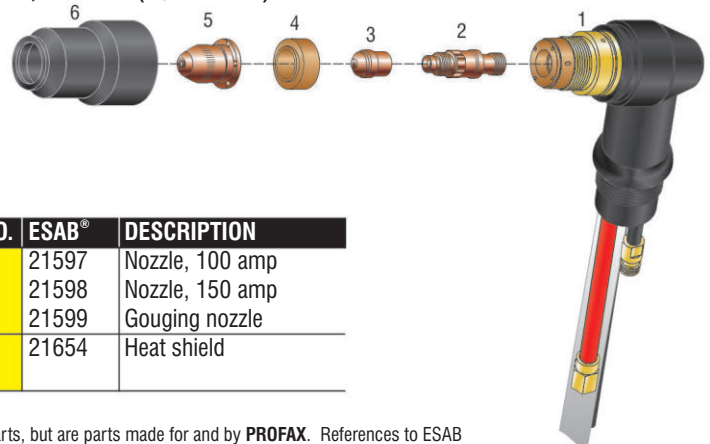 6
5
4
3
2
1
ESAB® DESCRIPTION
21597 Nozzle, 100 amp
21598 Nozzle, 150 amp
21599 Gouging nozzle
21654 Heat shield
but are parts made for and by PROFAX. References to ESAB